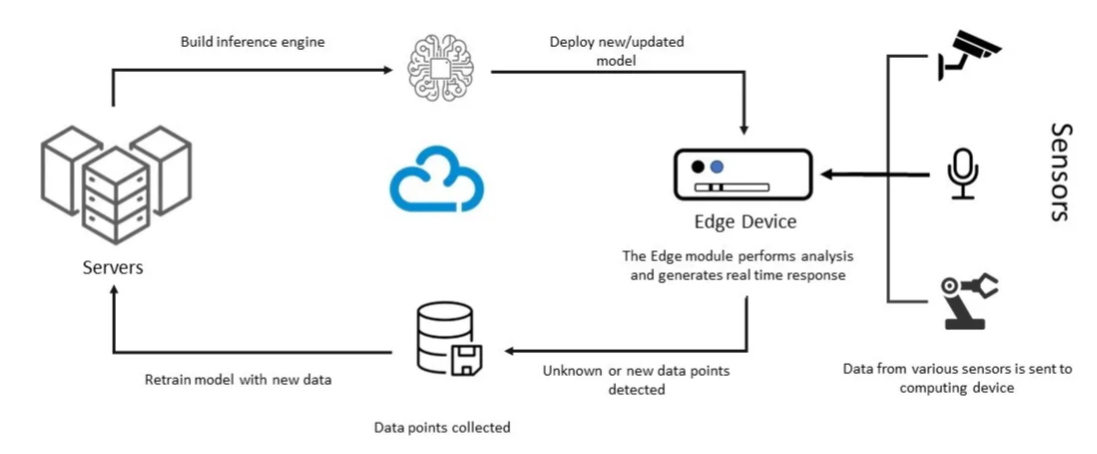 Build inference engine
Deploy new/updated
model
Sensors
Edge Device
The Edge module performs analysis
and generates real time response
Servers
Retrain model with new data
Unknown or new data points
detected
Data from various sensors is sent to
computing device
Data points collected